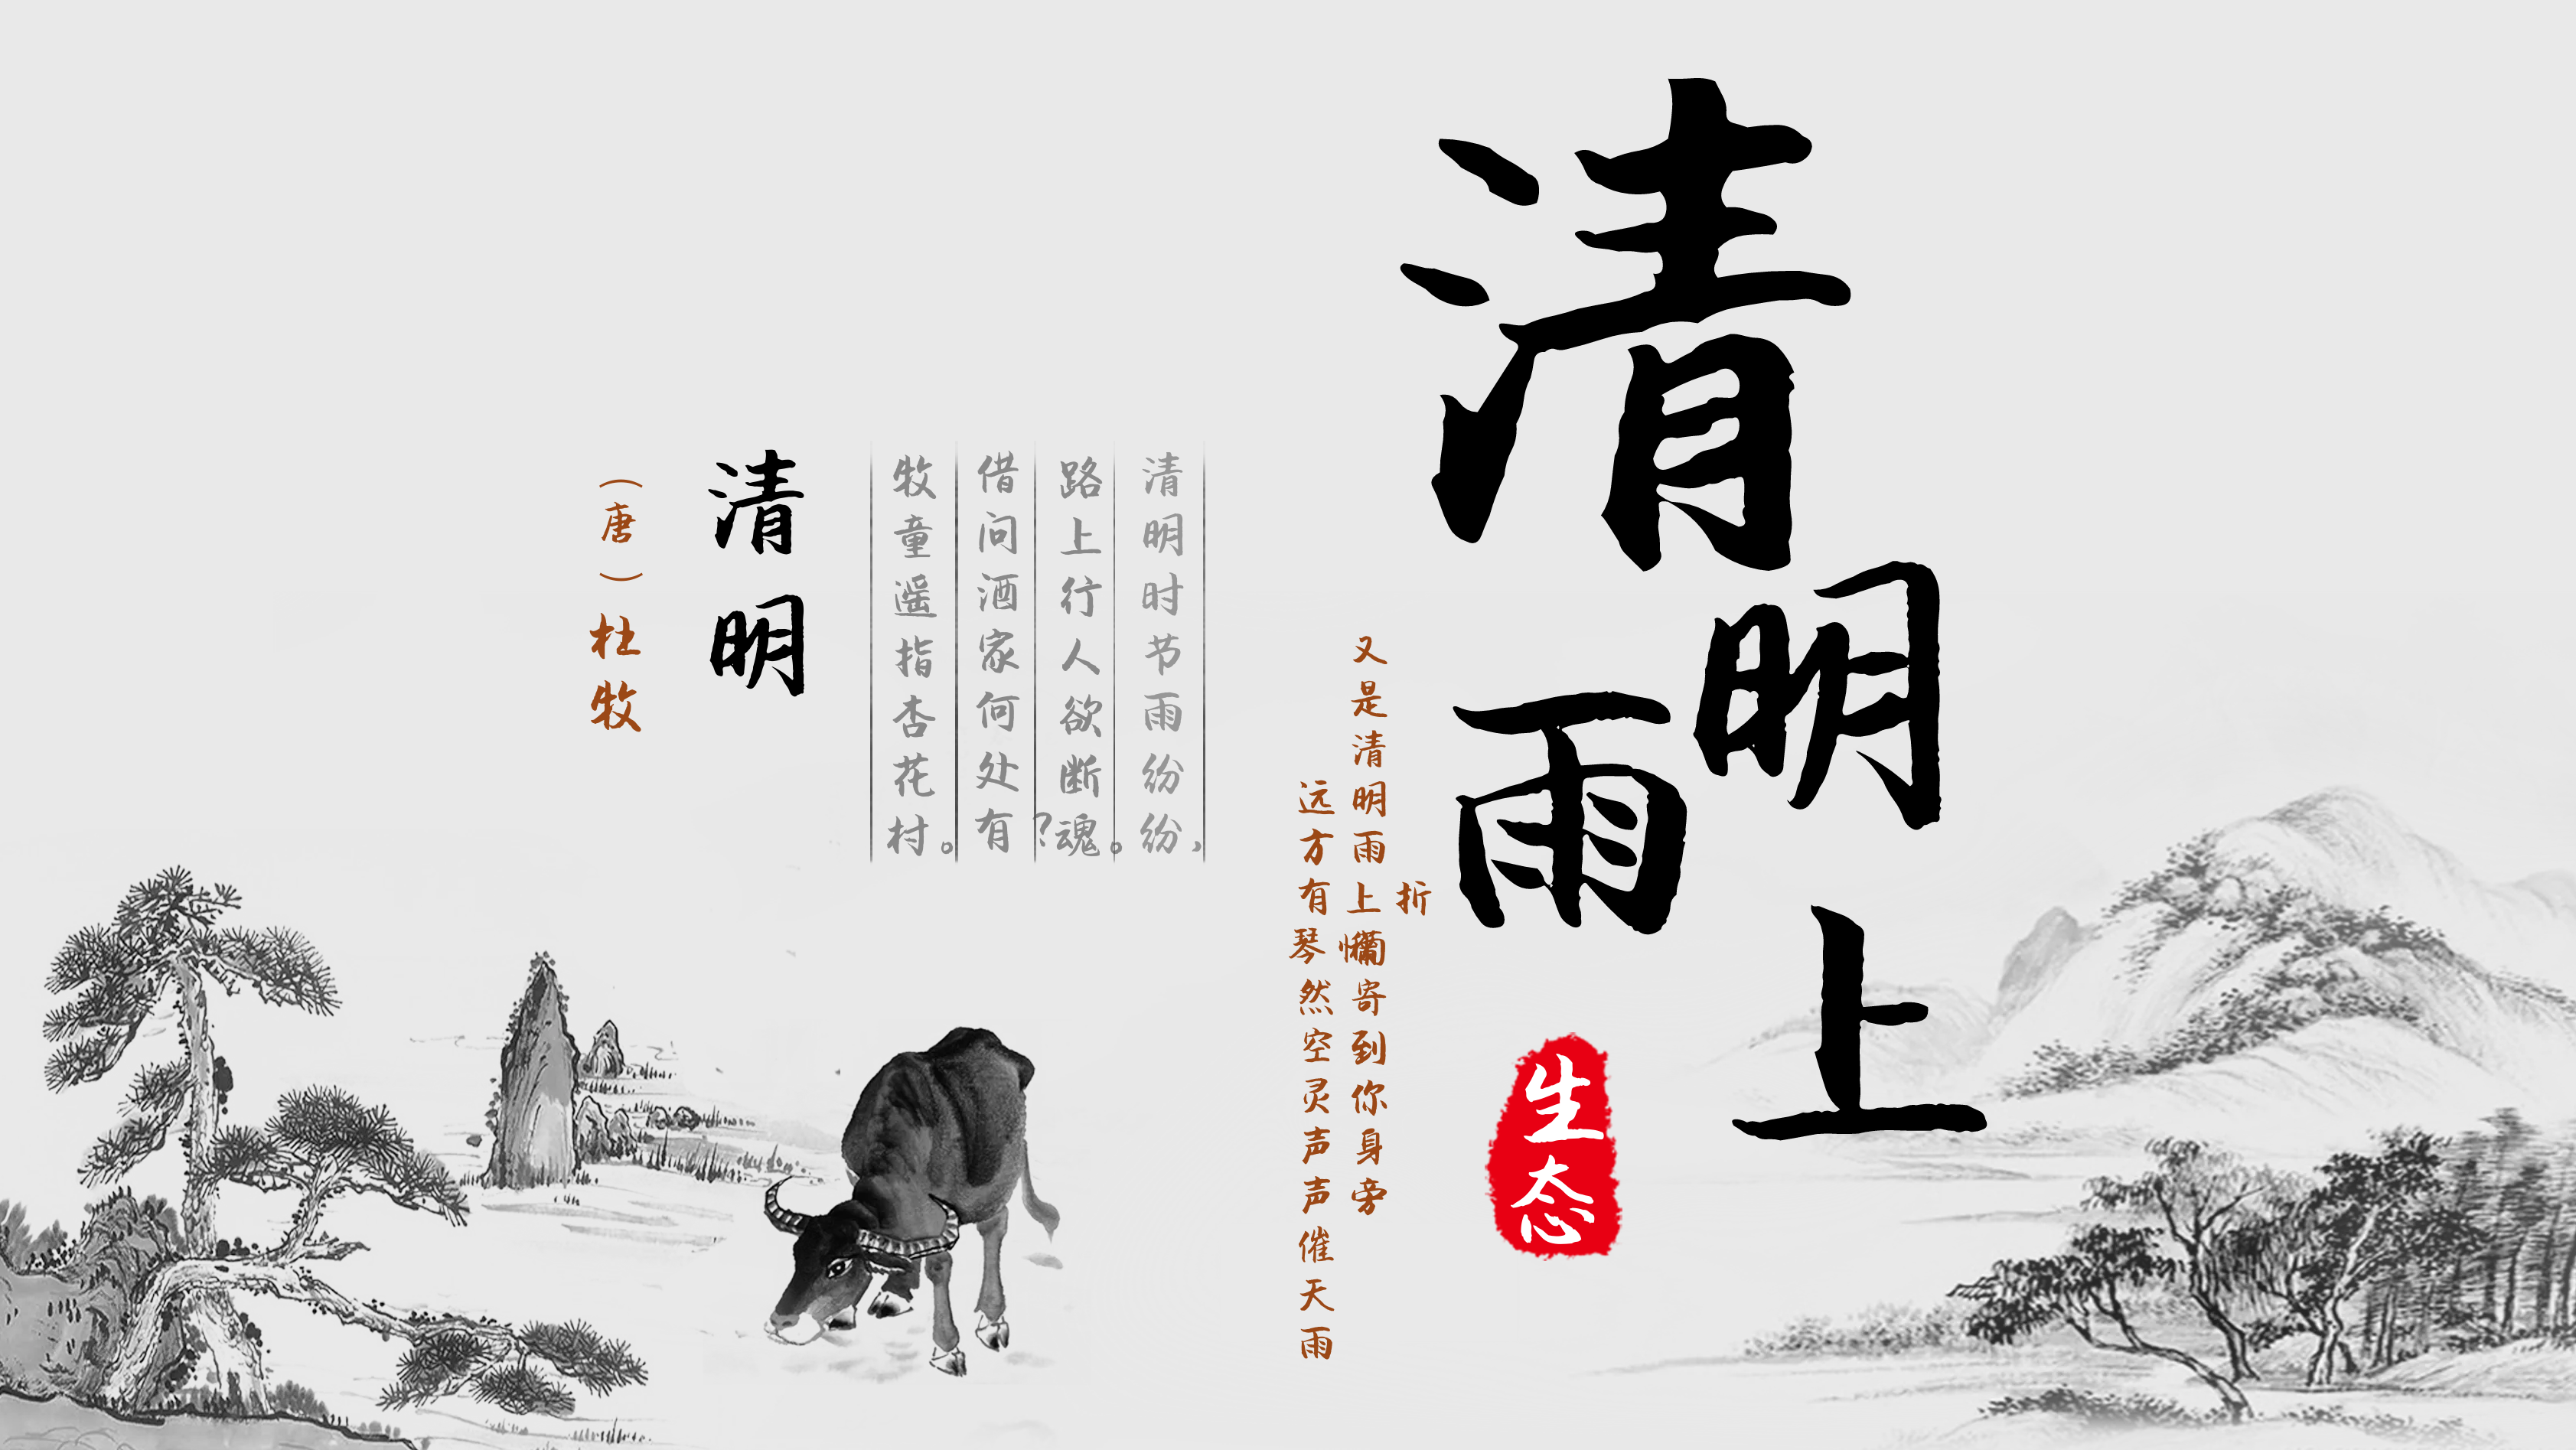 清明雨上
生态
折
又是清明雨上㦨寄到你身旁
远方有琴然空灵声声催天雨
清明时节雨纷纷，
路上行人欲断魂。
借问酒家何处有？
牧童遥指杏花村。
清明
（唐）杜牧